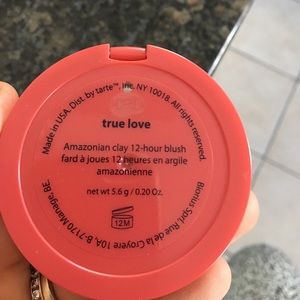 Made in USA. Dist. by tarte™, inc. NY 10018. All rights reserved.
true love
Amazonian clay 12-hour blush
fard à joues 12 heures en argile
amazonienne
net wt 5.6 g / 0.20 Oz.
12M
Biorius Sprl, Rue de la Croyere 10A, B-7170 Manage, BE